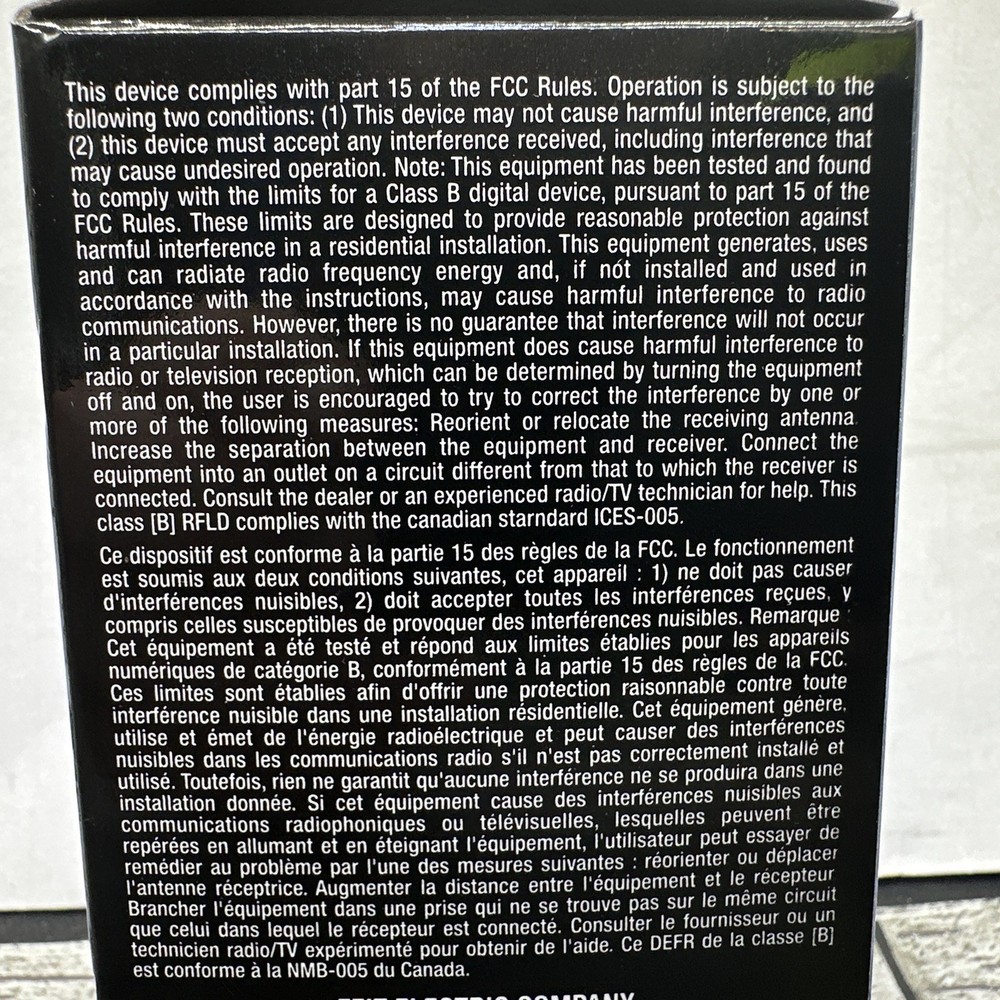 This device complies with part 15 of the FCC Rules. Operation is subject to the
following two conditions: (1) This device may not cause harmful interference, and
(2) this device must accept any interference received, including interference that
may cause undesired operation. Note: This equipment has been tested and found
to comply with the limits for a Class B digital device, pursuant to part 15 of the
FCC Rules. These limits are designed to provide reasonable protection against
harmful interference in a residential installation. This equipment generates, uses
and can radiate radio frequency energy and, if not installed and used in
accordance with the instructions, may cause harmful interference to radio
communications. However, there is no guarantee that interference will not occur
in a particular installation. If this equipment does cause harmful interference to
radio or television reception, which can be determined by turning the equipment
off and on, the user is encouraged to try to correct the interference by one or
more of the following measures: Reorient or relocate the receiving antenna.
Increase the separation between the equipment and receiver. Connect the
equipment into an outlet on a circuit different from that to which the receiver is
connected. Consult the dealer or an experienced radio/TV technician for help. This
class [B] RFLD complies with the canadian starndard ICES-005.
Ce dispositif est conforme à la partie 15 des règles de la FCC. Le fonctionnement
est soumis aux deux conditions suivantes, cet appareil : 1) ne doit pas causer
d'interférences nuisibles, 2) doit accepter toutes les interférences reçues, y
compris celles susceptibles de provoquer des interférences nuisibles. Remarque :
Cet équipement a été testé et répond aux limites établies pour les appareils
numériques de catégorie B, conformément à la partie 15 des règles de la FCC.
Ces limites sont établies afin d'offrir une protection raisonnable contre toute
interférence nuisible dans une installation résidentielle. Cet équipement génère,
utilise et émet de l'énergie radioélectrique et peut causer des interférences
nuisibles dans les communications radio s'il n'est pas correctement installé et
utilisé. Toutefois, rien ne garantit qu'aucune interférence ne se produira dans une
installation donnée. Si cet équipement cause des interférences nuisibles aux
communications radiophoniques ou télévisuelles, lesquelles peuvent être
repérées en allumant et en éteignant l'équipement, l'utilisateur peut essayer de
remédier au problème par l'une des mesures suivantes : réorienter ou déplacer
l'antenne réceptrice. Augmenter la distance entre l'équipement et le récepteur
Brancher l'équipement dans une prise qui ne se trouve pas sur le même circuit
que celui dans lequel le récepteur est connecté. Consulter le fournisseur ou un
technicien radio/TV expérimenté pour obtenir de l'aide. Ce DEFR de la classe [B]
est conforme à la NMB-005 du Canada.
FEIT ELECTRIC COMPANY